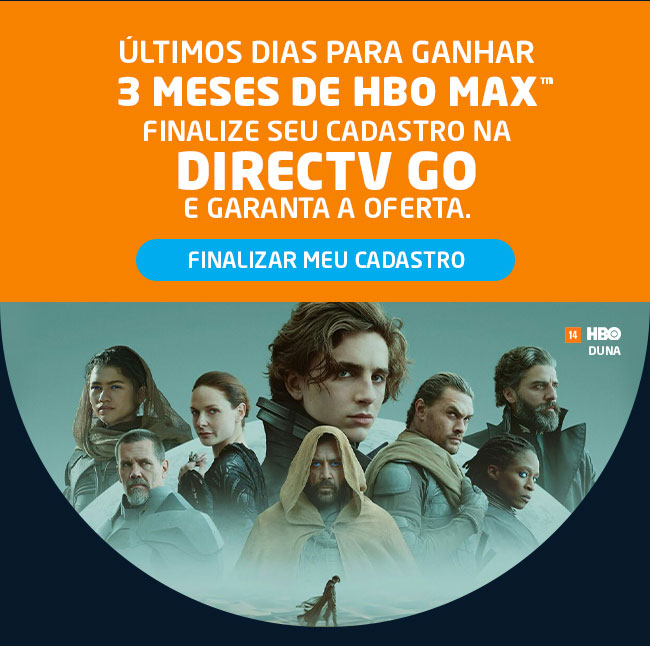 ÚLTIMOS DIAS PARA GANHAR
3 MESES DE HBO MAX™
FINALIZE SEU CADASTRO NA
DIRECTV GO
E GARANTA A OFERTA.
FINALIZAR MEU CADASTRO
14 HBO
DUNA